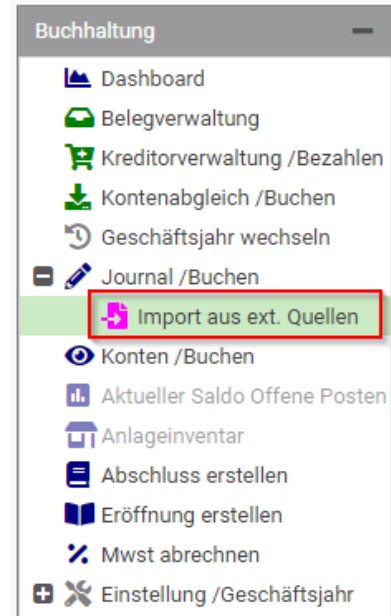 Buchhaltung
Dashboard
Belegverwaltung
Kreditorverwaltung /Bezahlen
Kontenabgleich /Buchen
Geschäftsjahr wechseln
Journal /Buchen
Import aus ext. Quellen
Konten /Buchen
Aktueller Saldo Offene Posten
Anlageinventar
Abschluss erstellen
Eröffnung erstellen
Mwst abrechnen
Einstellung /Geschäftsjahr